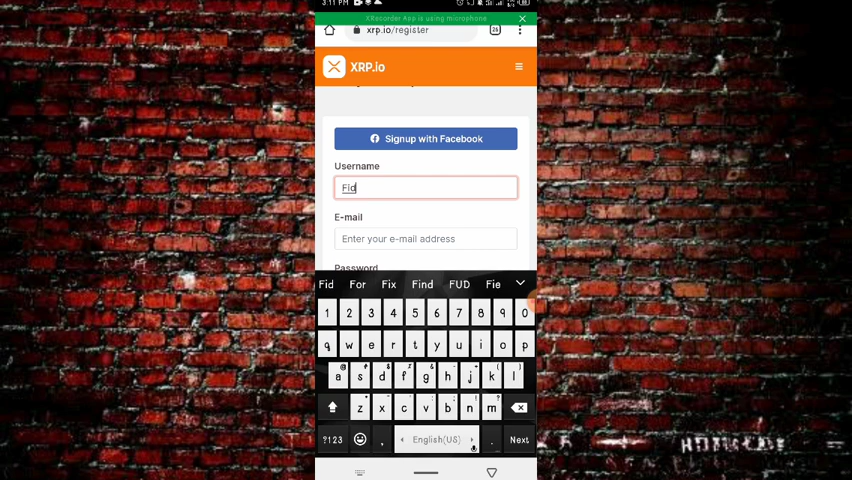 3:11 PM
XRecorder App is using microphone
xrp.io/register
26
XRP.io
Signup with Facebook
Username
Fid
E-mail
Enter your e-mail address
Password
Fid For Fix Find FUD Fie
1 2 3 4 5 6 7 8 9 0
q w e r t y u i o p
a s d f g h j k l
z x c v b n m
?123 , English(US) . Next